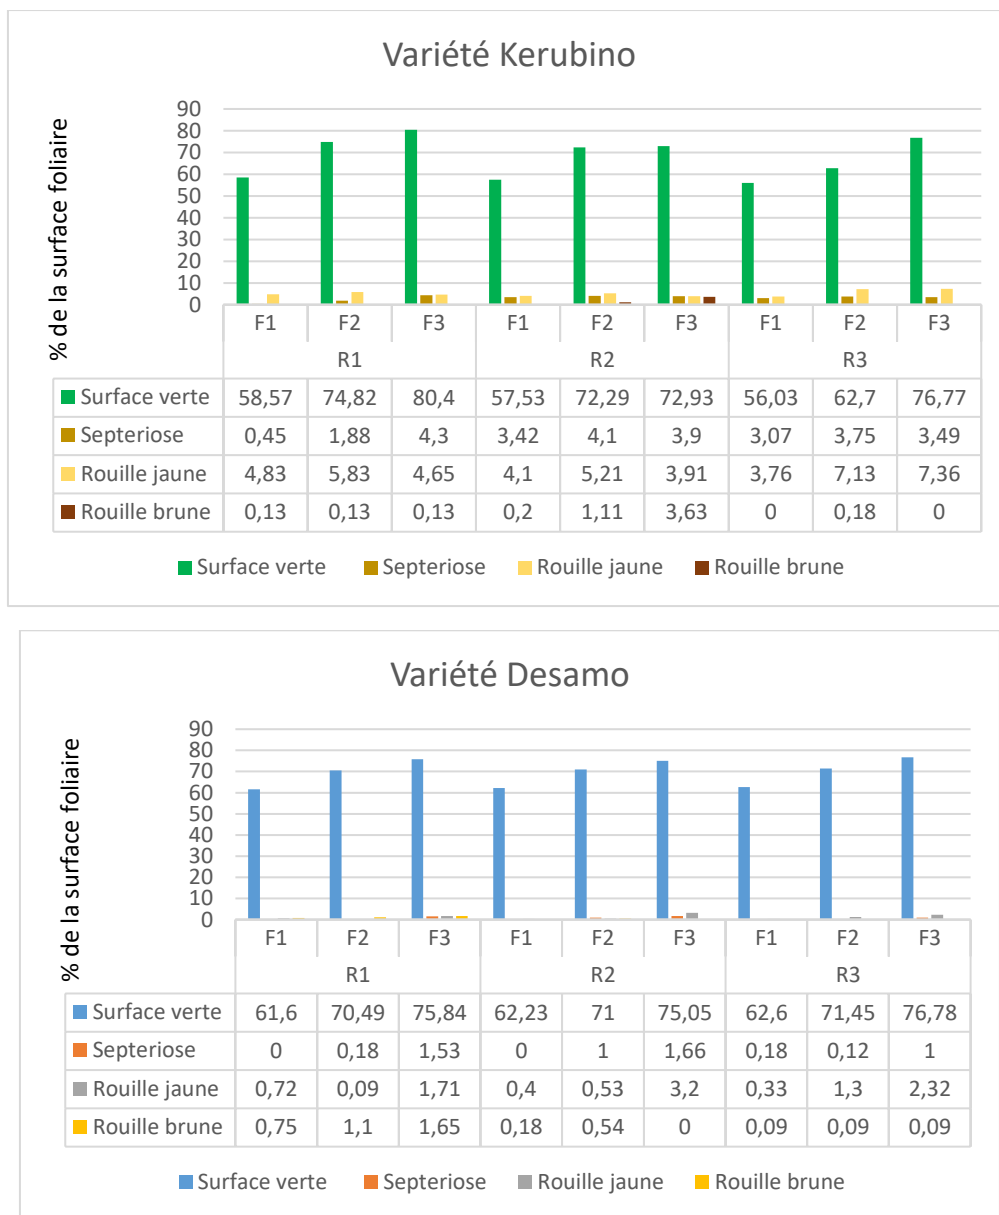 Variété Kerubino
% de la surface foliaire
90
80
70
60
50
40
30
20
10
0
F1 F2 F3 F1 F2 F3 F1 F2 F3
R1 R2 R3
Surface verte 58,57 74,82 80,4 57,53 72,29 72,93 56,03 62,7 76,77
Septeriose 0,45 1,88 4,3 3,42 4,1 3,9 3,07 3,75 3,49
Rouille jaune 4,83 5,83 4,65 4,1 5,21 3,91 3,76 7,13 7,36
Rouille brune 0,13 0,13 0,13 0,2 1,11 3,63 0 0,18 0
Surface verte Septeriose Rouille jaune Rouille brune
Variété Desamo
% de la surface foliaire
90
80
70
60
50
40
30
20
10
0
F1 F2 F3 F1 F2 F3 F1 F2 F3
R1 R2 R3
Surface verte 61,6 70,49 75,84 62,23 71 75,05 62,6 71,45 76,78
Septeriose 0 0,18 1,53 0 1 1,66 0,18 0,12 1
Rouille jaune 0,72 0,09 1,71 0,4 0,53 3,2 0,33 1,3 2,32
Rouille brune 0,75 1,1 1,65 0,18 0,54 0 0,09 0,09 0,09
Surface verte Septeriose Rouille jaune Rouille brune